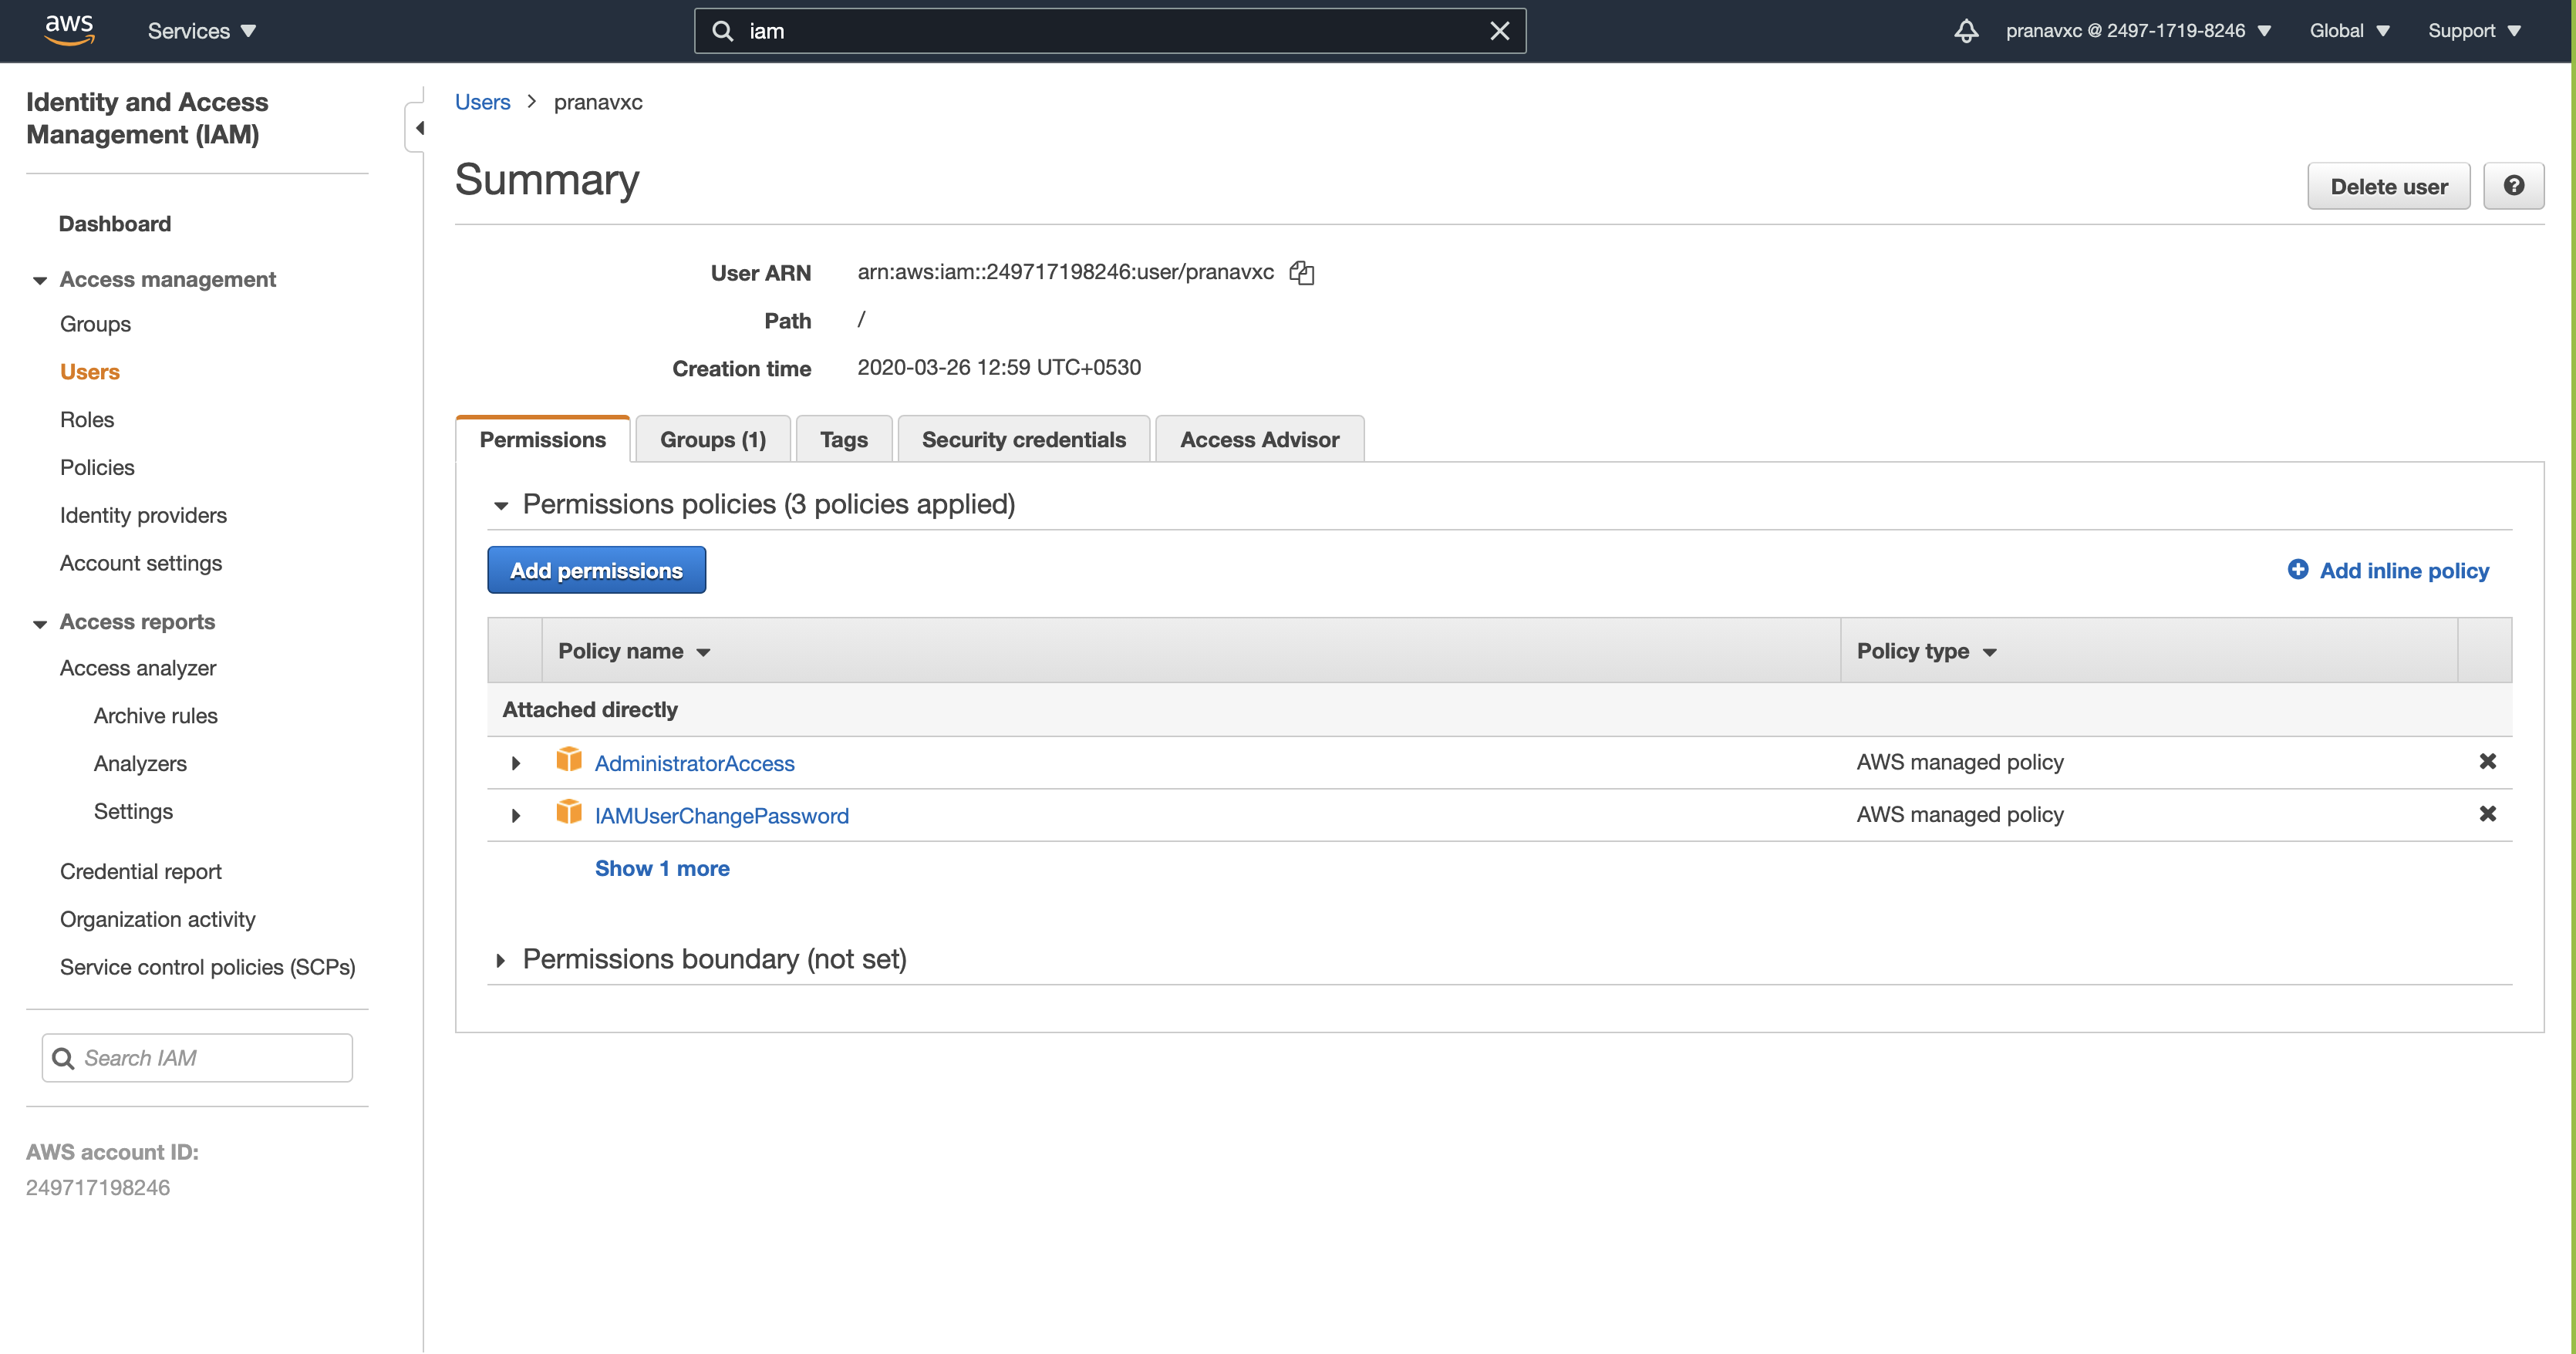 aws
Services
iam
pranavxc @ 2497-1719-8246
Global
Support
Identity and Access
Management (IAM)
Dashboard
Access management
Groups
Users
Roles
Policies
Identity providers
Account settings
Access reports
Access analyzer
Archive rules
Analyzers
Settings
Credential report
Organization activity
Service control policies (SCPs)
Search IAM
AWS account ID:
249717198246
Users > pranavxc
Summary
Delete user
?
User ARN arn:aws:iam::249717198246:user/pranavxc
Path /
Creation time 2020-03-26 12:59 UTC+0530
Permissions
Groups (1)
Tags
Security credentials
Access Advisor
Permissions policies (3 policies applied)
Add permissions
Add inline policy
Policy name
Policy type
Attached directly
AdministratorAccess AWS managed policy
IAMUserChangePassword AWS managed policy
Show 1 more
Permissions boundary (not set)